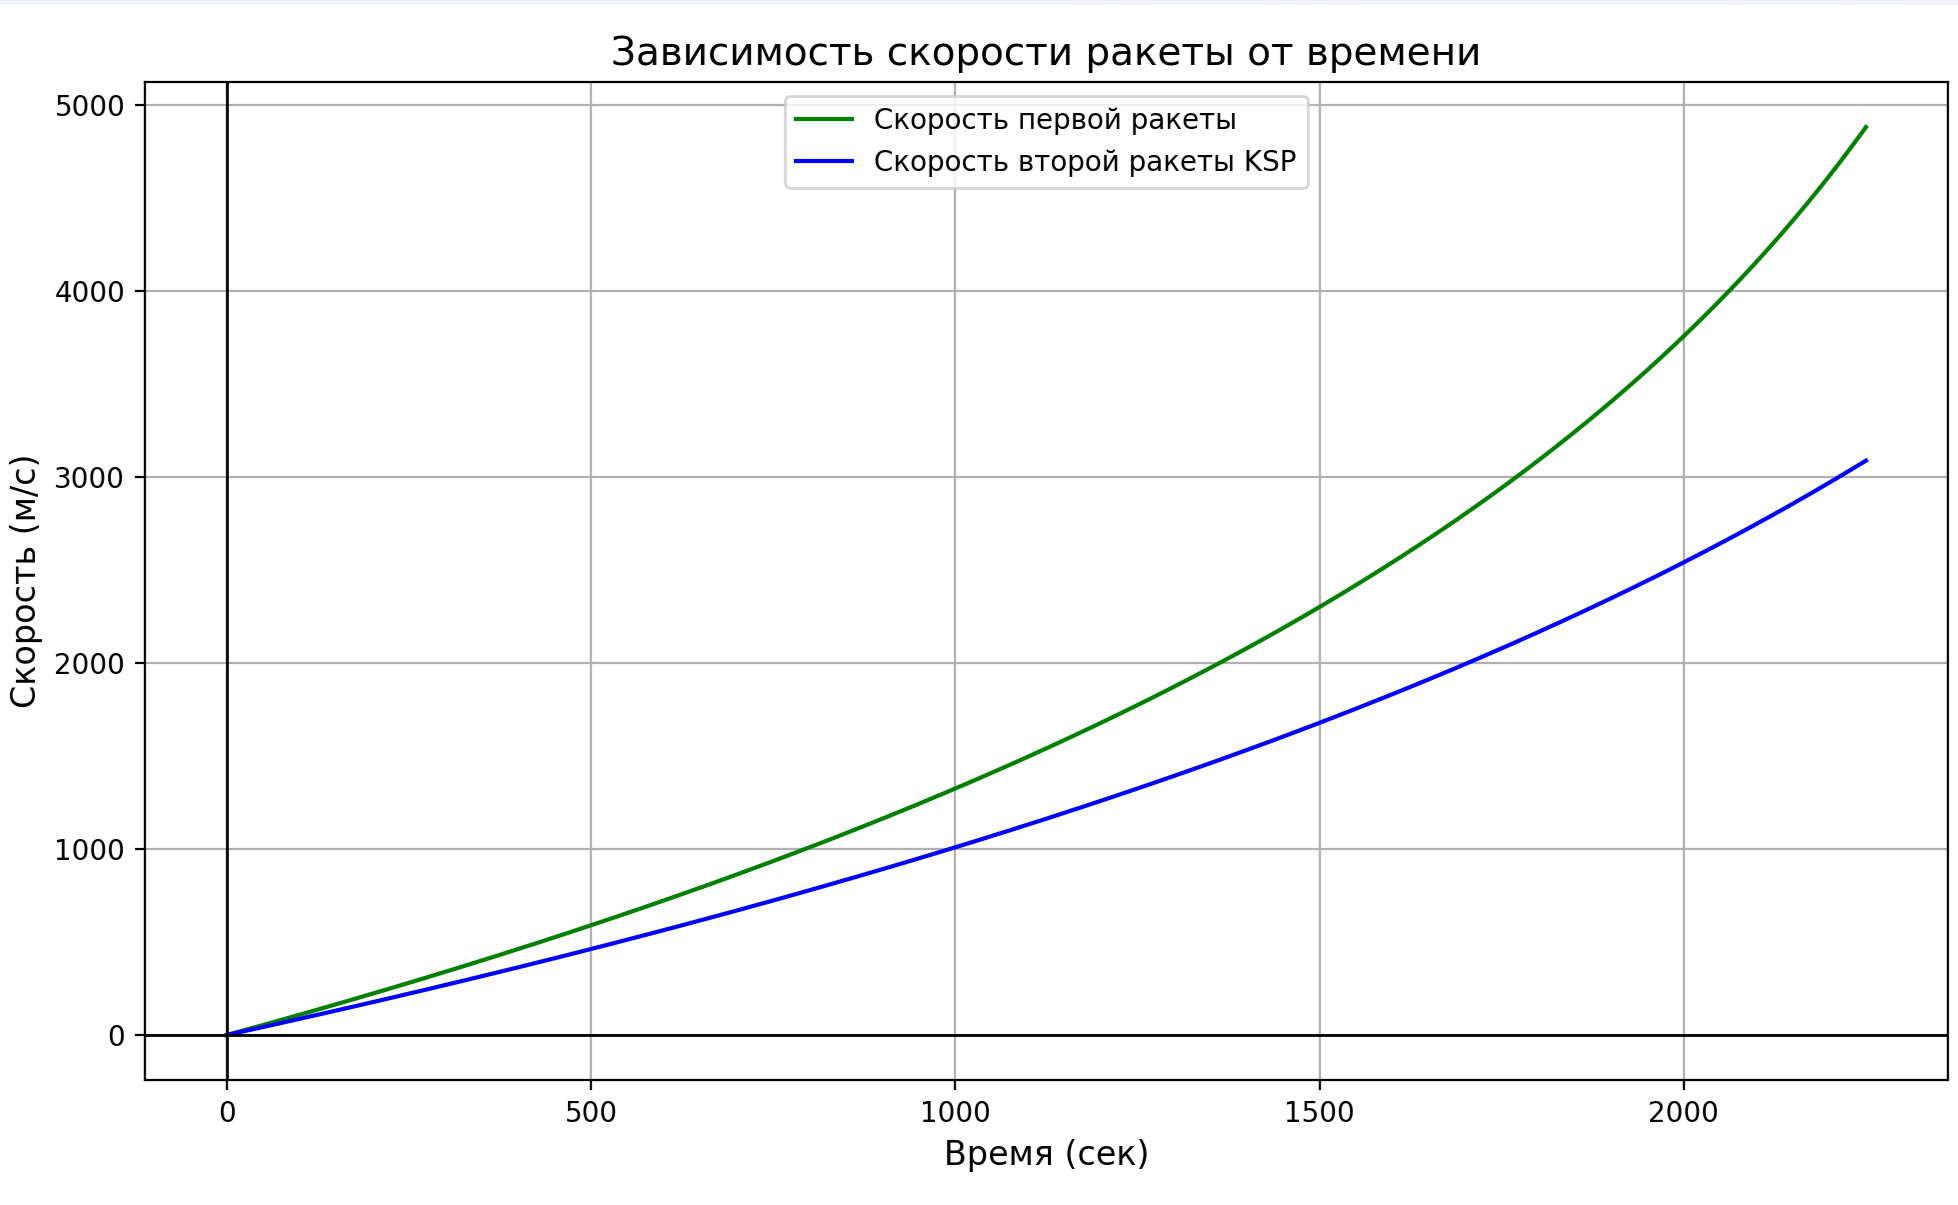 Зависимость скорости ракеты от времени
Скорость первой ракеты
Скорость второй ракеты KSP
5000
4000
3000
2000
1000
0
Скорость (м/с)
0 500 1000 1500 2000
Время (сек)